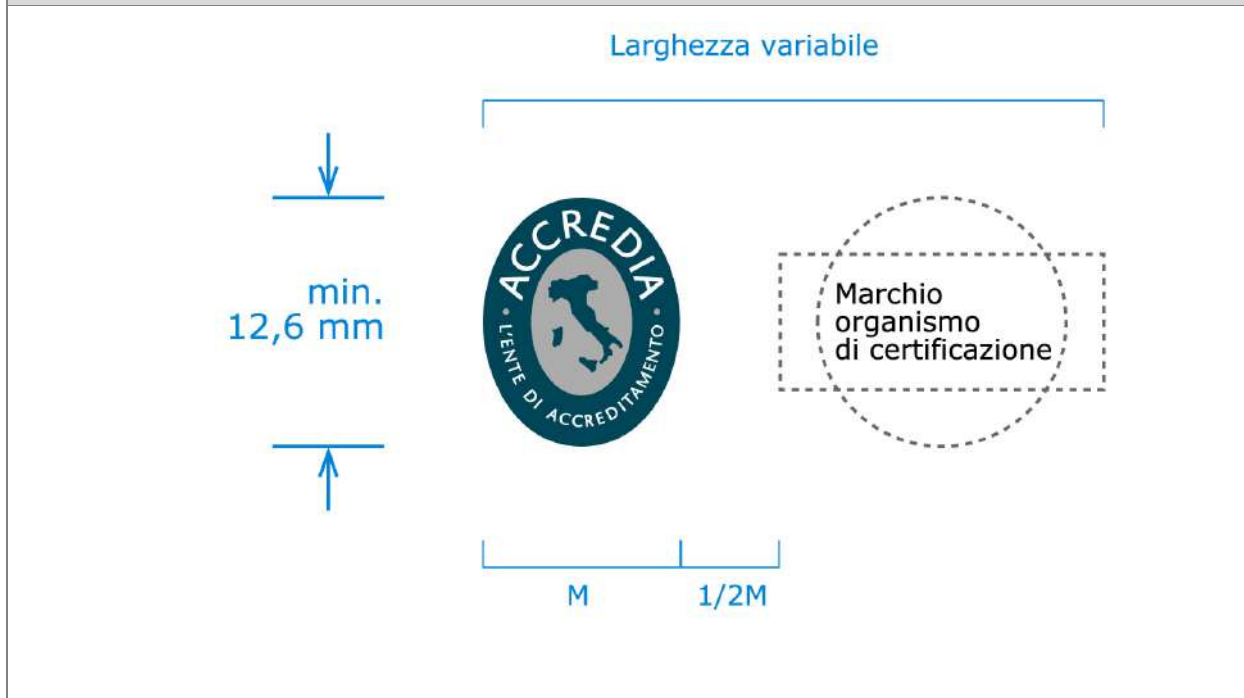 Larghezza variabile
min.
12,6 mm
ACCREDIA
• L'ENTE DI ACCREDITAMENTO •
Marchio
organismo
di certificazione
M
1/2M